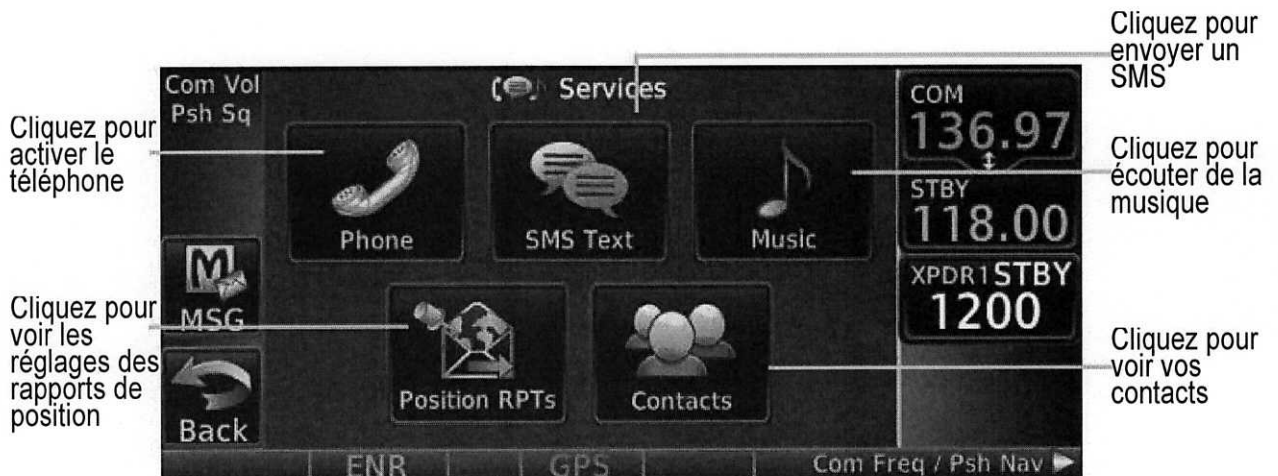 Cliquez pour
envoyer un
SMS
Com Vol
Psh Sq
Services
COM
136.97
STBY
118.00
XPDR1 STBY
1200
Cliquez pour
activer le
téléphone
Cliquez pour
écouter de la
musique
Phone
SMS Text
Music
MSG
Cliquez pour
voir les
réglages des
rapports de
position
Position RPTs
Contacts
Cliquez pour
voir vos
contacts
Back
ENR
GPS
Com Freq / Psh Nav